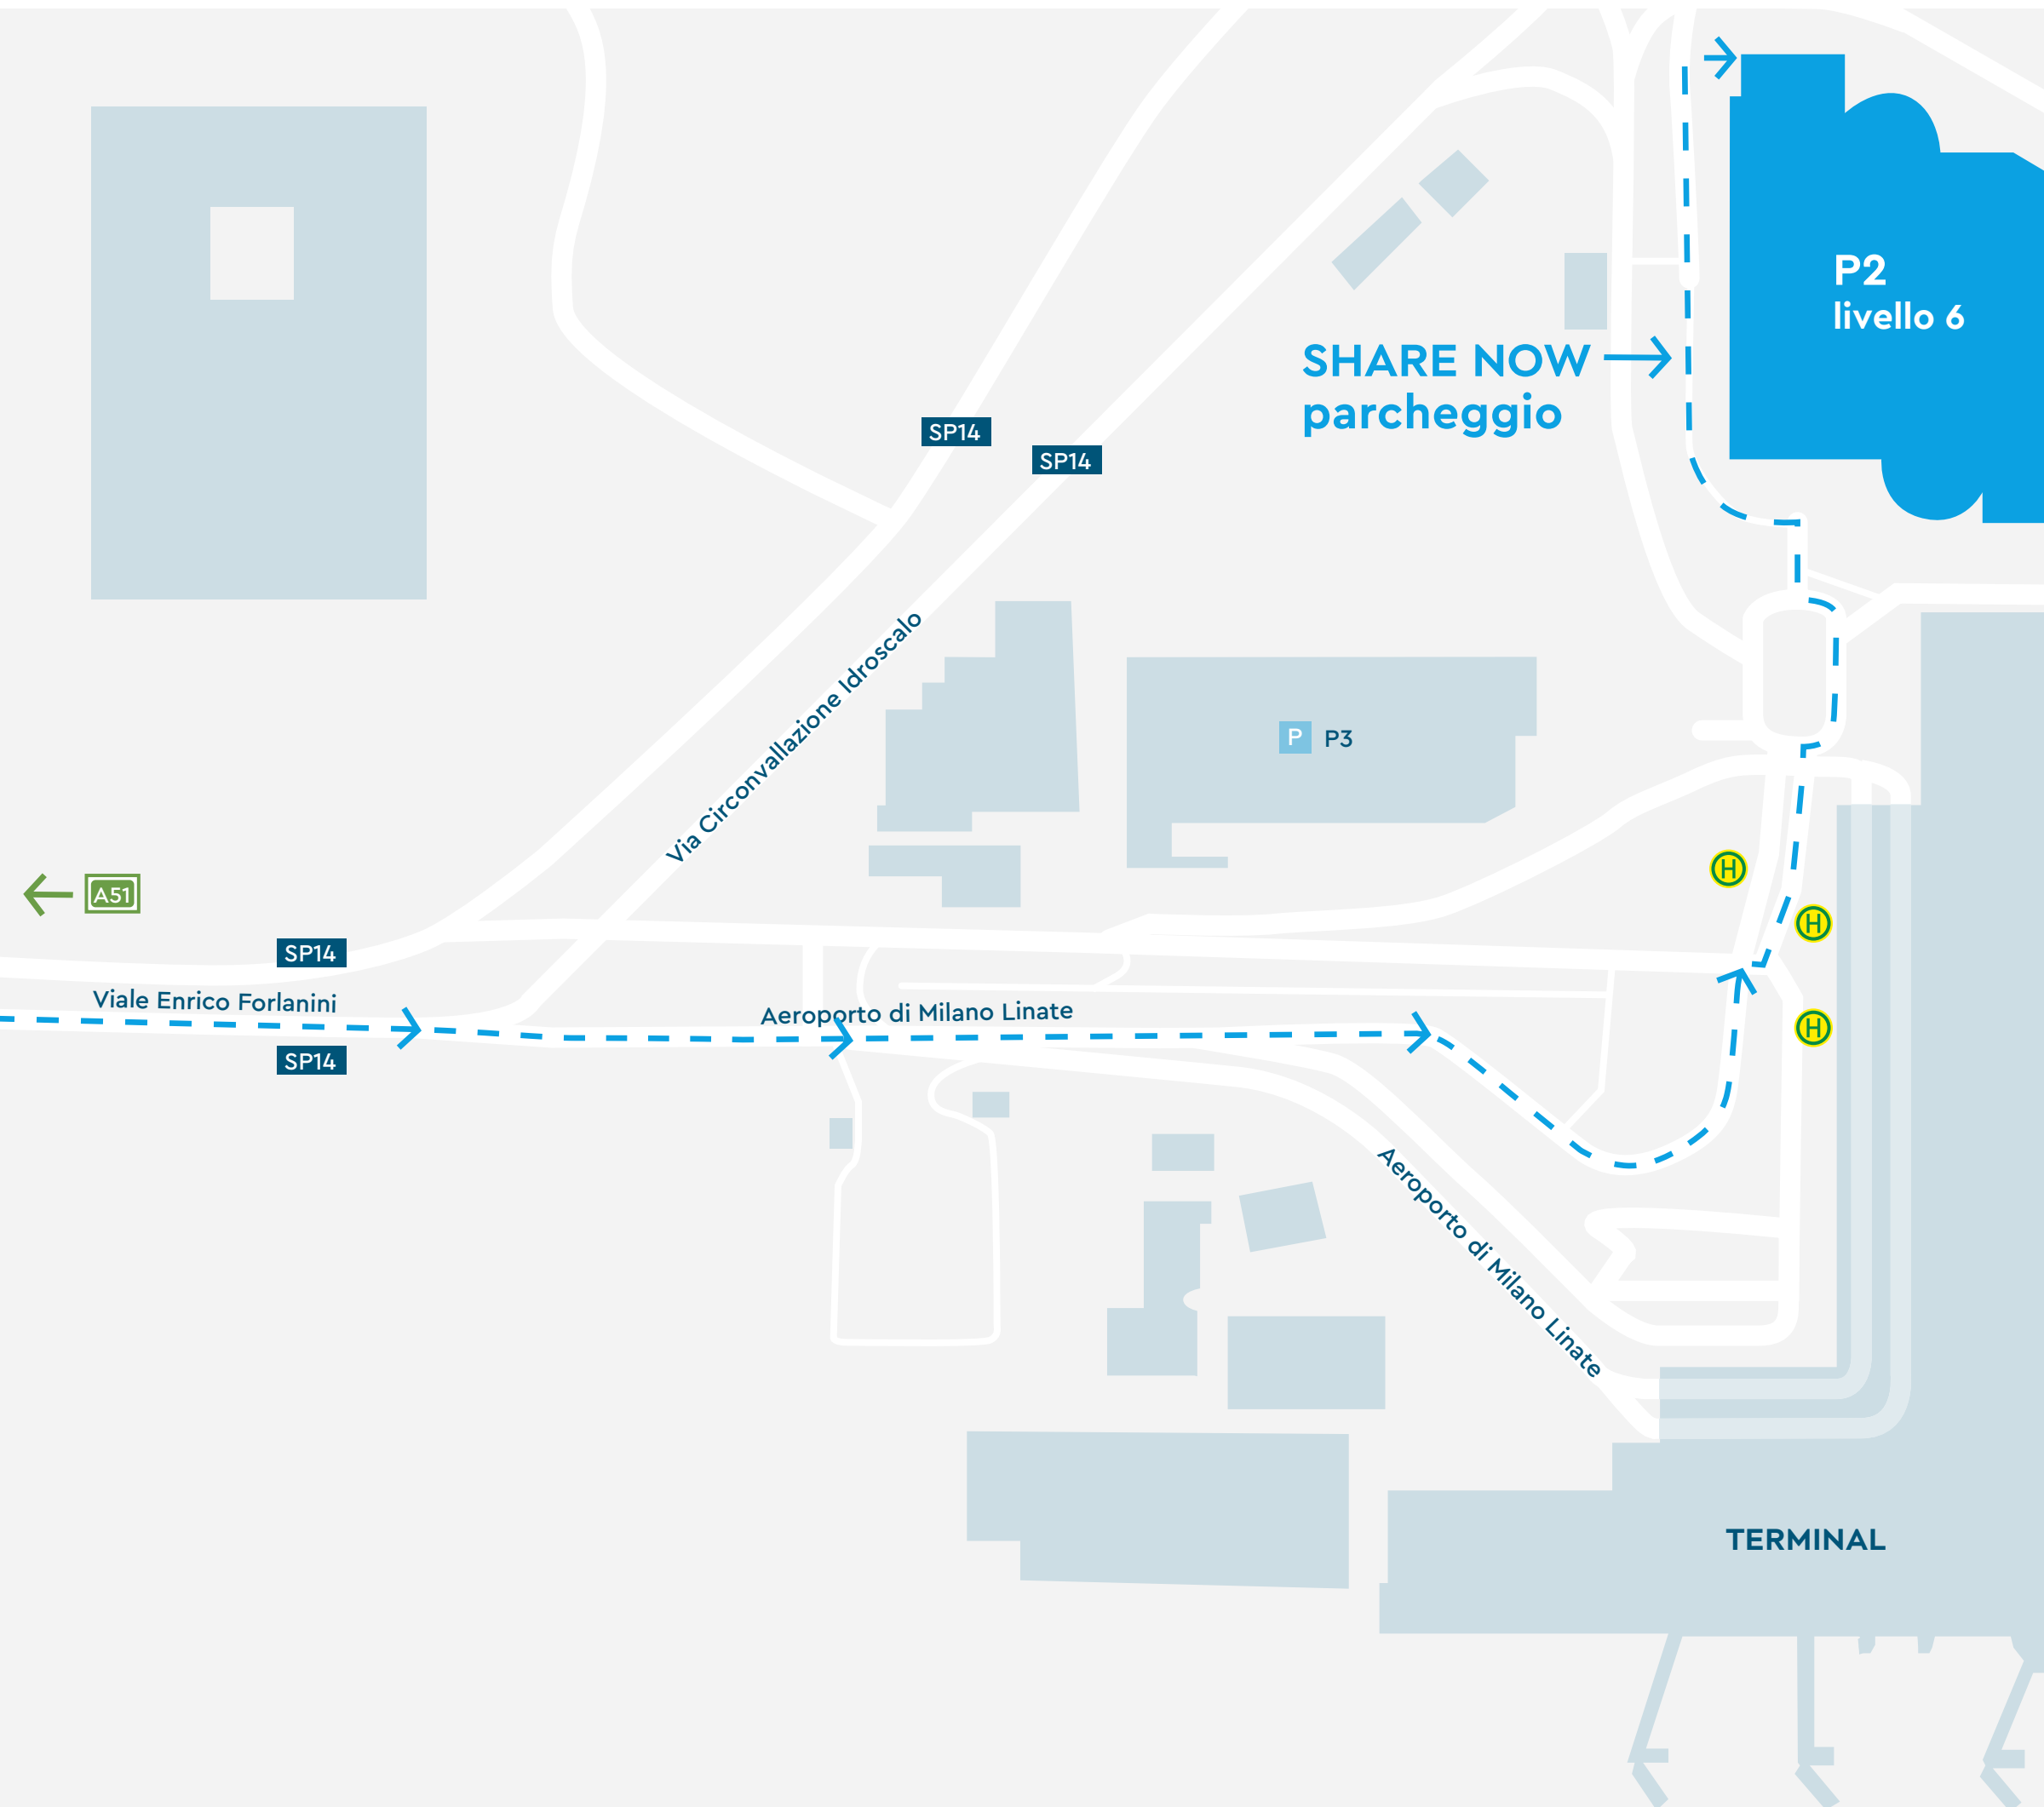 P2
livello 6
SHARE NOW
parcheggio
SP14
SP14
Via Circonvallazione Idroscalo
P P3
H
A51
H
SP14
Viale Enrico Forlanini
Aeroporto di Milano Linate
H
SP14
Aeroporto di Milano Linate
TERMINAL